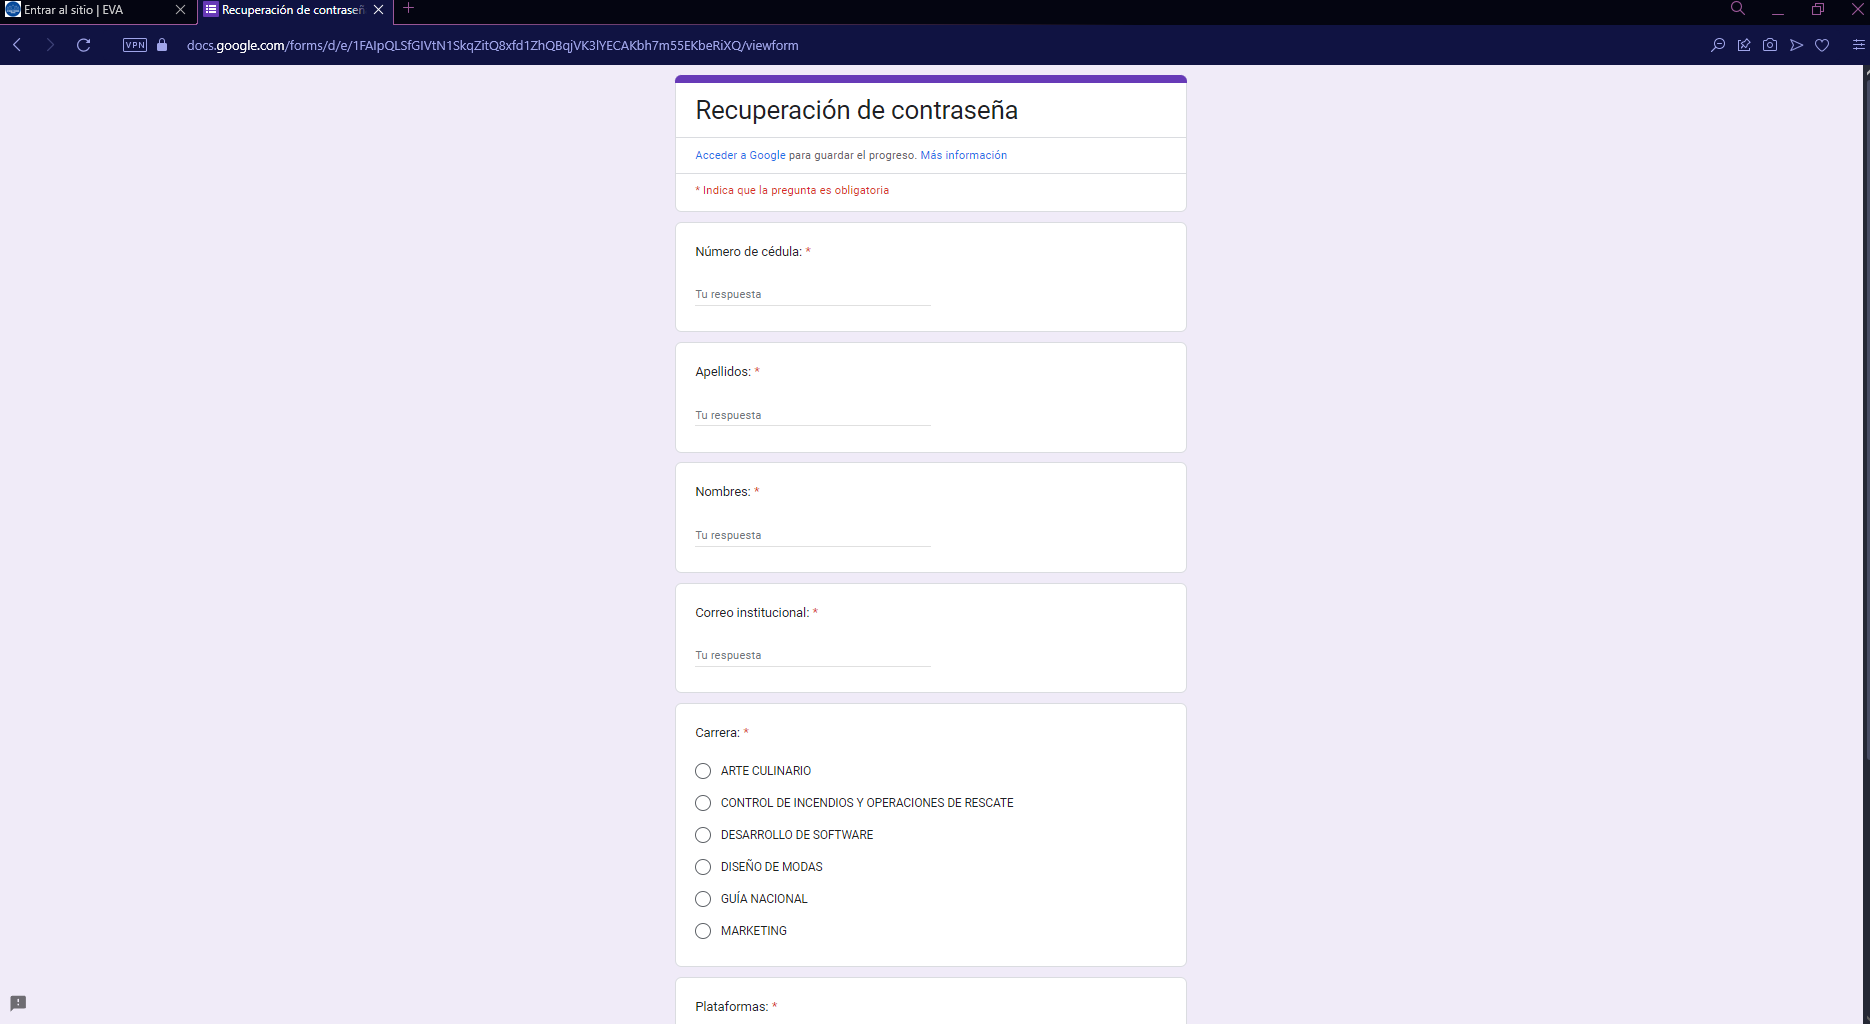 Entrar al sitio | EVA
Recuperación de contraseñ
VPN
docs.google.com/forms/d/e/1FAIpQLSfGIVtN1SkqZitQ8xfd1ZhQBqjVK3lYECAKbh7m55EKbeRiXQ/viewform
Recuperación de contraseña
Acceder a Google para guardar el progreso. Más información
* Indica que la pregunta es obligatoria
Número de cédula: *
Tu respuesta
Apellidos: *
Tu respuesta
Nombres: *
Tu respuesta
Correo institucional: *
Tu respuesta
Carrera: *
ARTE CULINARIO
CONTROL DE INCENDIOS Y OPERACIONES DE RESCATE
DESARROLLO DE SOFTWARE
DISEÑO DE MODAS
GUÍA NACIONAL
MARKETING
Plataformas: *